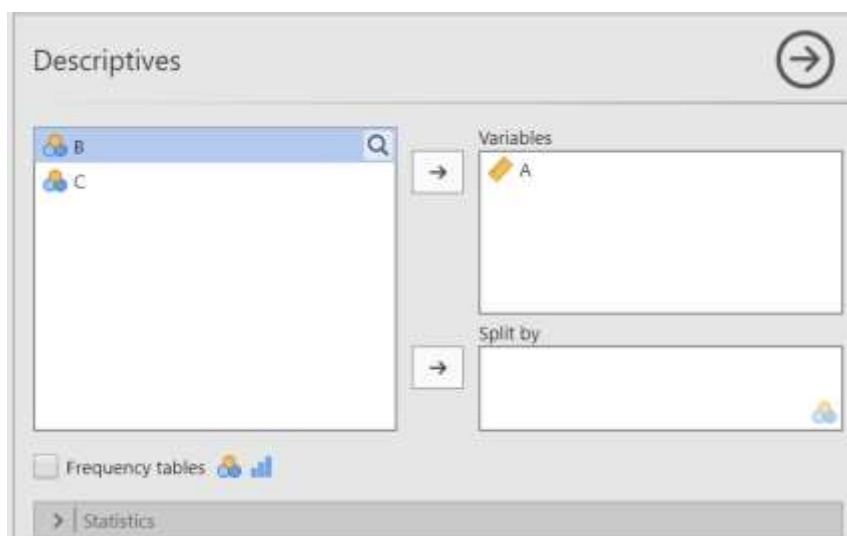 Descriptives
B
C
Variables
A
Split by
Frequency tables
Statistics